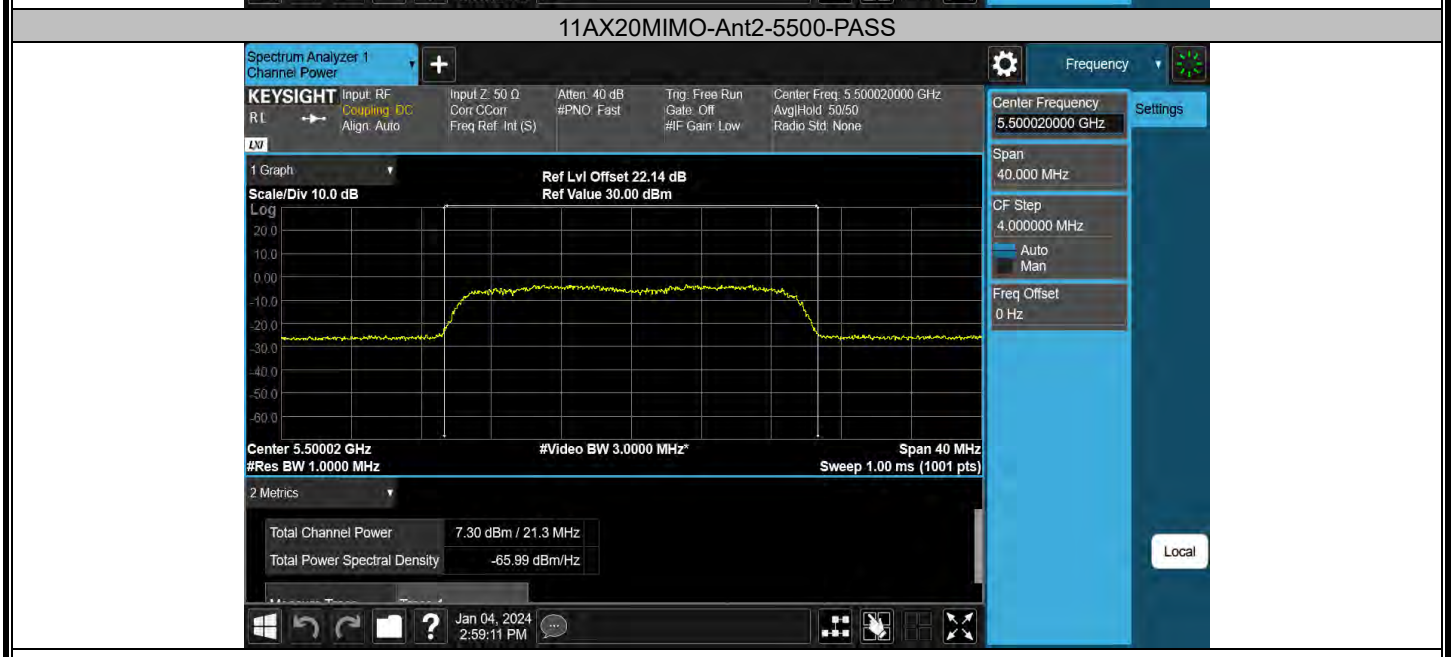 11AX20MIMO-Ant2-5500-PASS
Spectrum Analyzer 1
Channel Power
Frequency
KEYSIGHT
RL
LXI
Input: RF
Coupling: DC
Align: Auto
Input Z: 50 Ω
Corr CCorr
Freq Ref: Int (S)
Atten: 40 dB
#PNO: Fast
Trig: Free Run
Gate: Off
#IF Gain: Low
Center Freq: 5.500020000 GHz
Avg|Hold: 50/50
Radio Std: None
Center Frequency
5.500020000 GHz
Settings
Span
40.000 MHz
CF Step
4.000000 MHz
Auto
Man
Freq Offset
0 Hz
1 Graph
Scale/Div 10.0 dB
Ref Lvl Offset 22.14 dB
Ref Value 30.00 dBm
Log
20.0
10.0
0.00
-10.0
-20.0
-30.0
-40.0
-50.0
-60.0
Center 5.50002 GHz
#Video BW 3.0000 MHz*
Span 40 MHz
#Res BW 1.0000 MHz
Sweep 1.00 ms (1001 pts)
2 Metrics
Total Channel Power 7.30 dBm / 21.3 MHz
Total Power Spectral Density -65.99 dBm/Hz
Local
?
Jan 04, 2024
2:59:11 PM